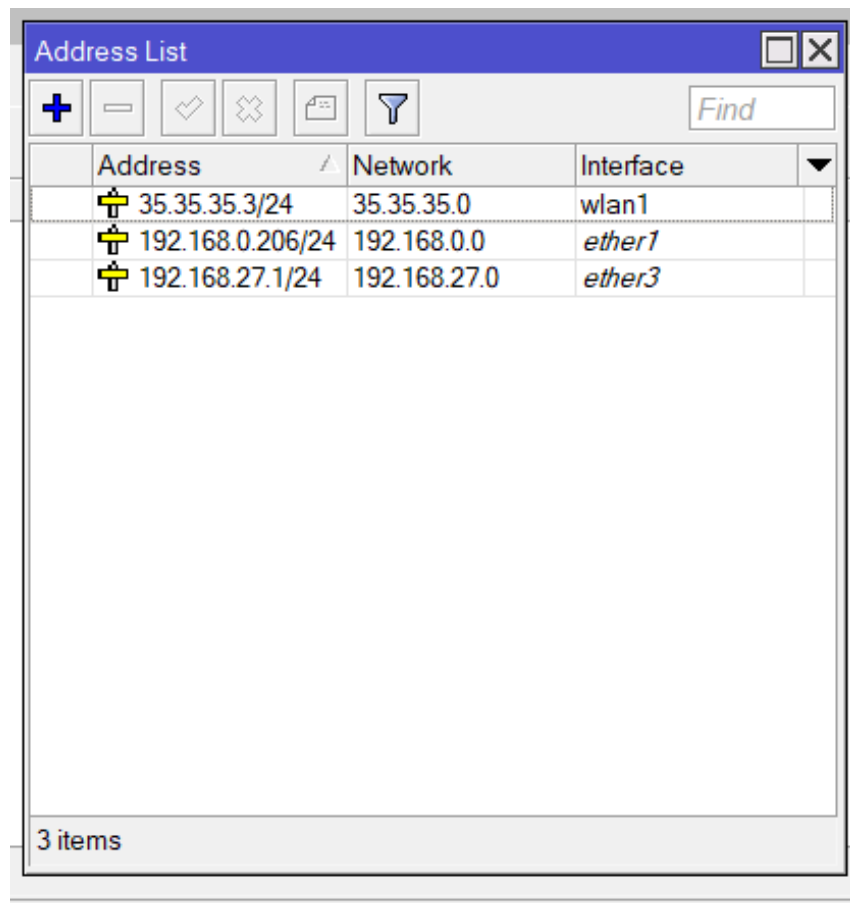 Address List
Find
Address Network Interface
35.35.35.3/24 35.35.35.0 wlan1
192.168.0.206/24 192.168.0.0 ether1
192.168.27.1/24 192.168.27.0 ether3
3 items